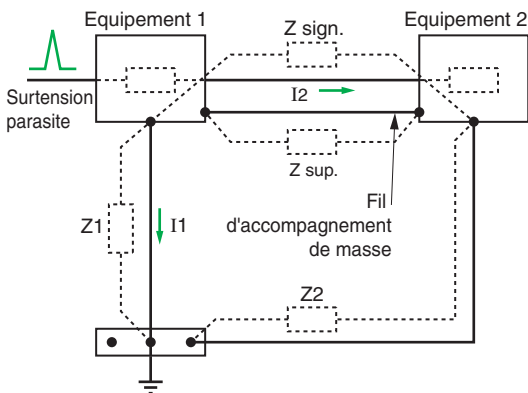 Equipement 1
Equipement 2
Z sign.
Surtension
parasite
I2
Z sup.
Fil
d'accompagnement
de masse
Z1
I1
Z2